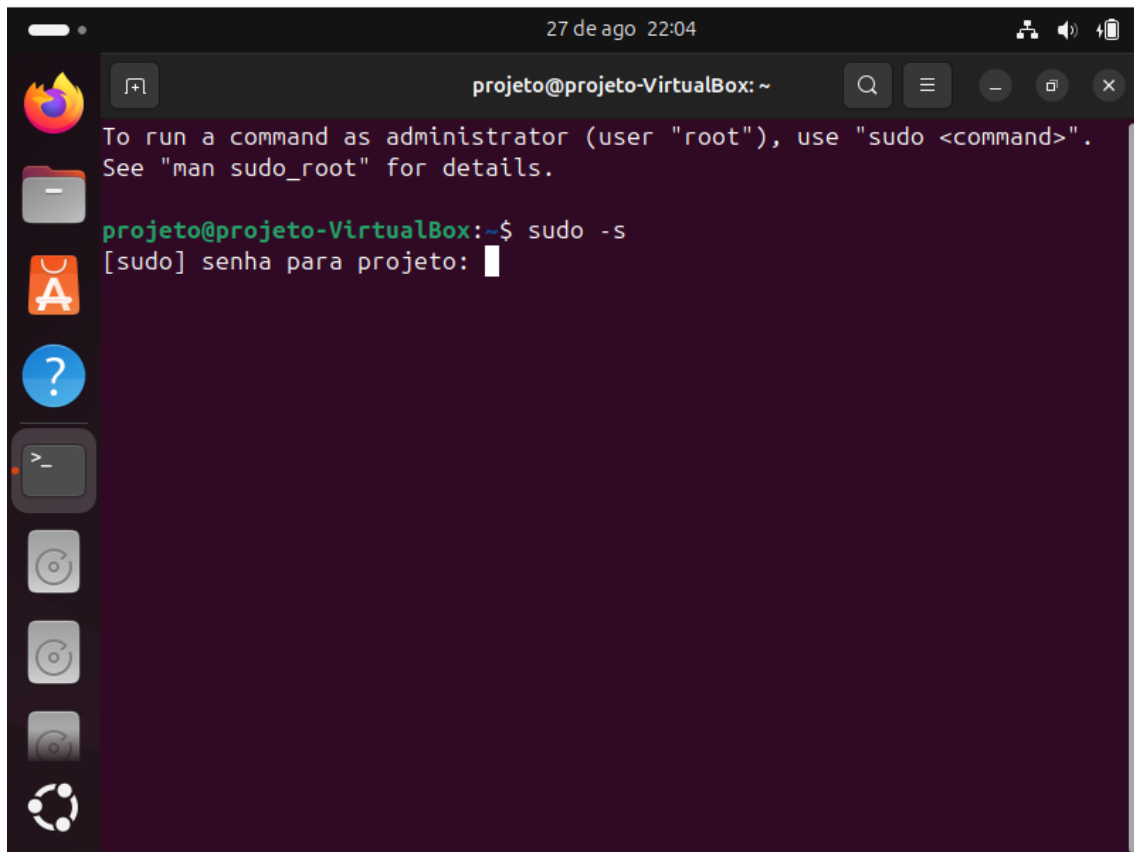 27 de ago 22:04
projeto@projeto-VirtualBox: ~
To run a command as administrator (user "root"), use "sudo <command>".
See "man sudo_root" for details.
projeto@projeto-VirtualBox:~$ sudo -s
[sudo] senha para projeto: